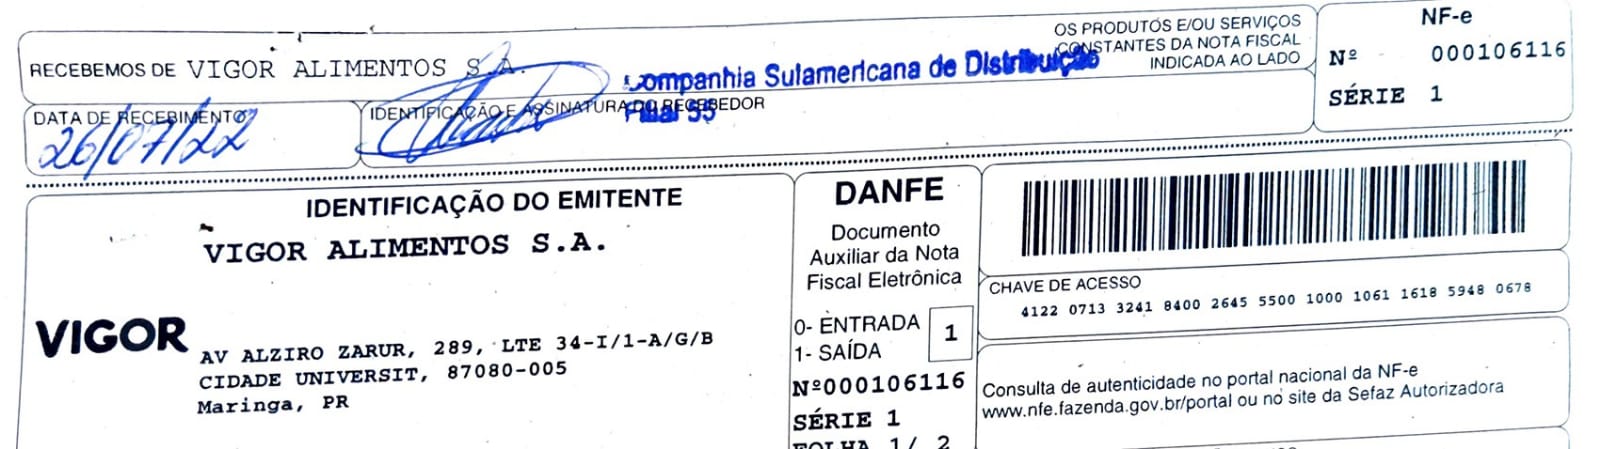 RECEBEMOS DE VIGOR ALIMENTOS S.A.
Companhia Sulamericana de Distribuição
Filial 55
OS PRODUTOS E/OU SERVIÇOS
CONSTANTES DA NOTA FISCAL
INDICADA AO LADO
NF-e
Nº 000106116
SÉRIE 1
DATA DE RECEBIMENTO
26/07/22
IDENTIFICAÇÃO E ASSINATURA DO RECEBEDOR
IDENTIFICAÇÃO DO EMITENTE
VIGOR ALIMENTOS S.A.
VIGOR
AV ALZIRO ZARUR, 289, LTE 34-I/1-A/G/B
CIDADE UNIVERSIT, 87080-005
Maringa, PR
DANFE
Documento
Auxiliar da Nota
Fiscal Eletrônica
0- ENTRADA
1- SAÍDA
1
Nº000106116
SÉRIE 1
FOLHA 1/ 2
CHAVE DE ACESSO
4122 0713 3241 8400 2645 5500 1000 1061 1618 5948 0678
Consulta de autenticidade no portal nacional da NF-e
www.nfe.fazenda.gov.br/portal ou no site da Sefaz Autorizadora